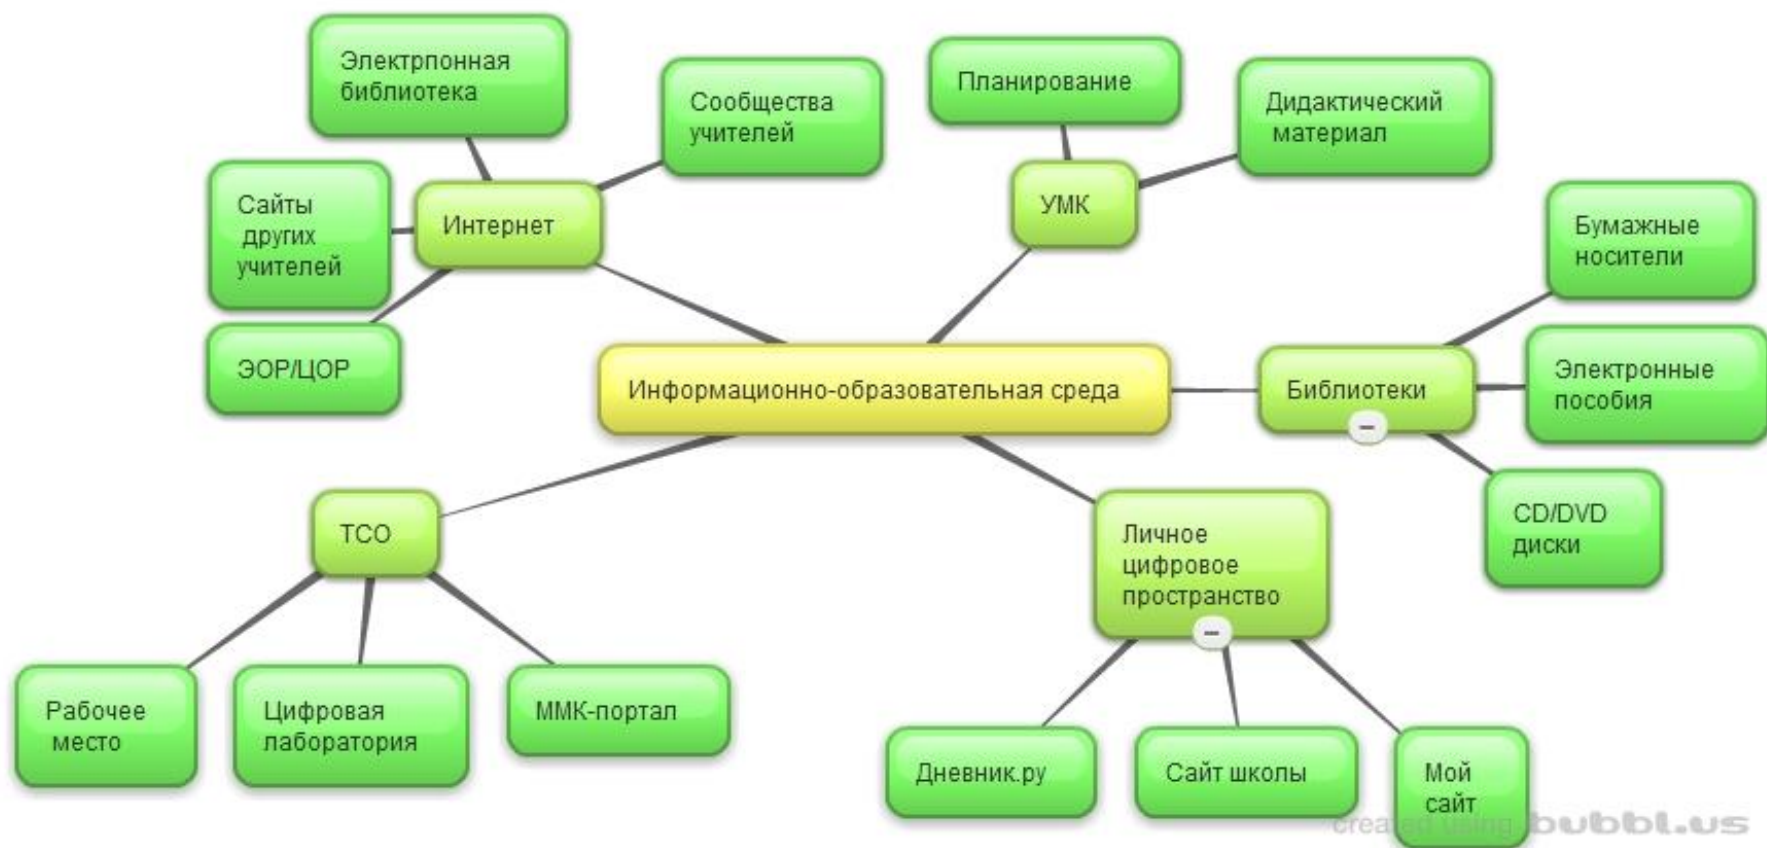 Электрпонная
библиотека
Сообщества
учителей
Сайты
других
учителей
Интернет
ЭОР/ЦОР
Планирование
Дидактический
материал
УМК
Бумажные
носители
Информационно-образовательная среда
Библиотеки
Электронные
пособия
CD/DVD
диски
ТСО
Рабочее
место
Цифровая
лаборатория
ММК-портал
Личное
цифровое
пространство
Дневник.ру
Сайт школы
Мой
сайт
created using bubbl.us